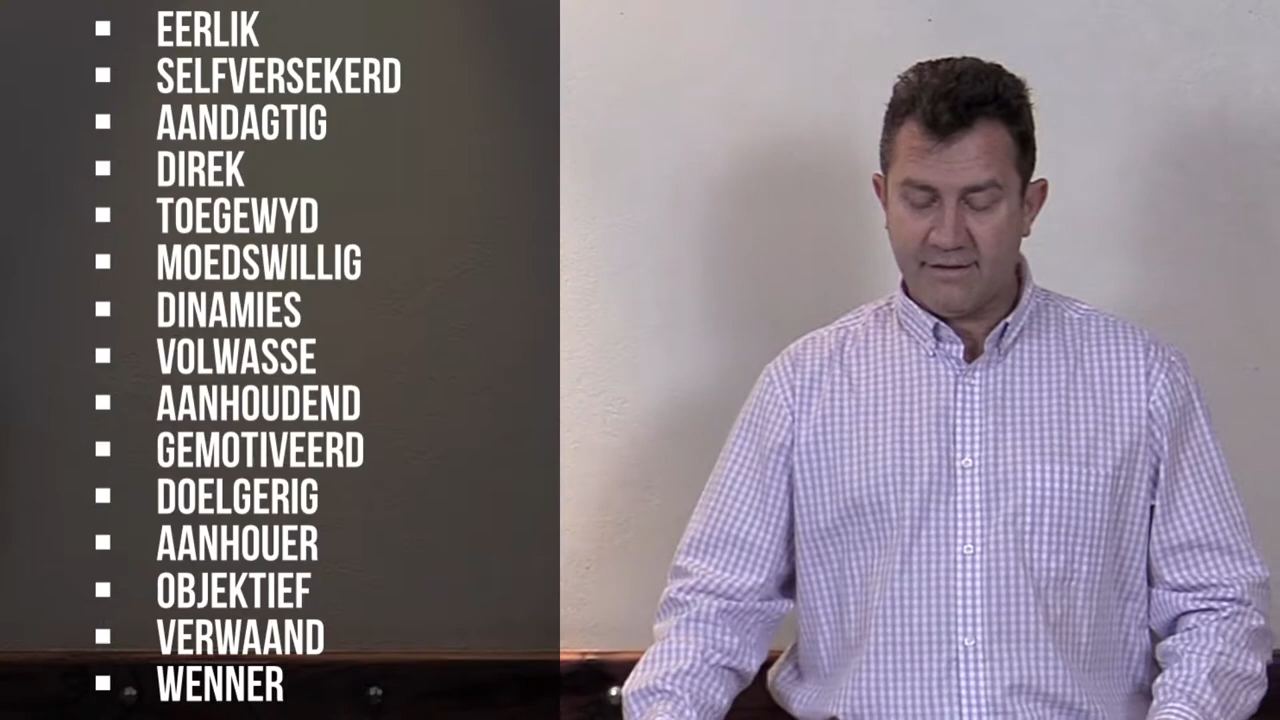 EERLIK
SELFVERSEKERD
AANDAGTIG
DIREK
TOEGEWYD
MOEDSWILLIG
DINAMIES
VOLWASSE
AANHOUDEND
GEMOTIVEERD
DOELGERIG
AANHOUER
OBJEKTIEF
VERWAAND
WENNER